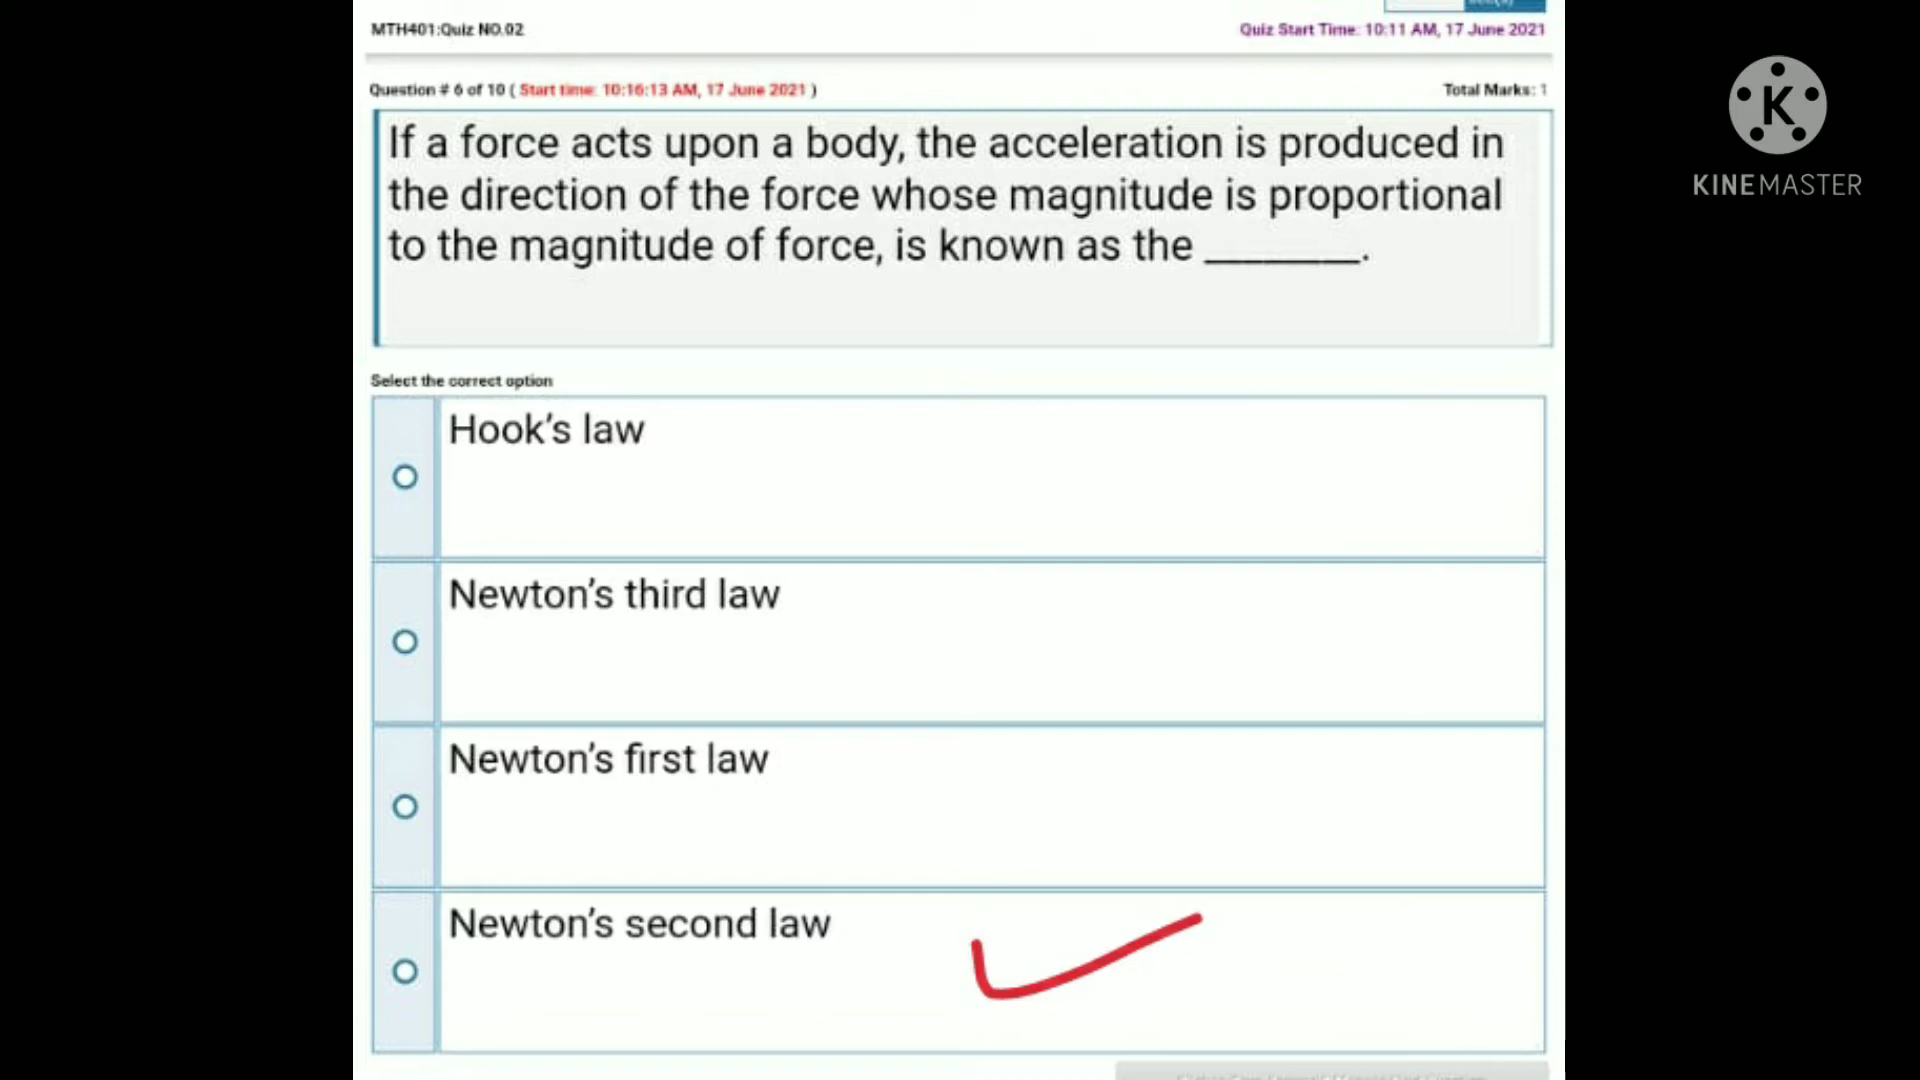 MTH401:Quiz NO.02
Quiz Start Time: 10:11 AM, 17 June 2021
Question # 6 of 10 ( Start time: 10:16:13 AM, 17 June 2021 )
Total Marks: 1
If a force acts upon a body, the acceleration is produced in
the direction of the force whose magnitude is proportional
to the magnitude of force, is known as the ________.
Select the correct option
Hook’s law
Newton’s third law
Newton’s first law
Newton’s second law
K
KINEMASTER